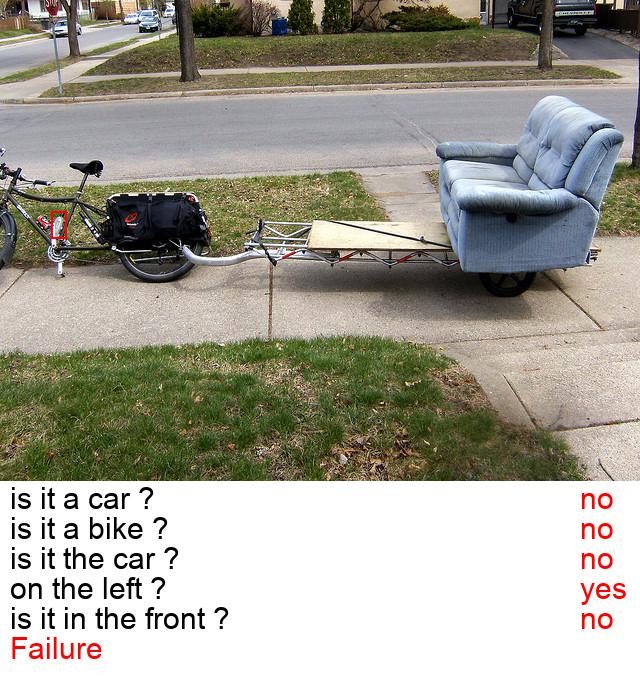 is it a car ? no
is it a bike ? no
is it the car ? no
on the left ? yes
is it in the front ? no
Failure